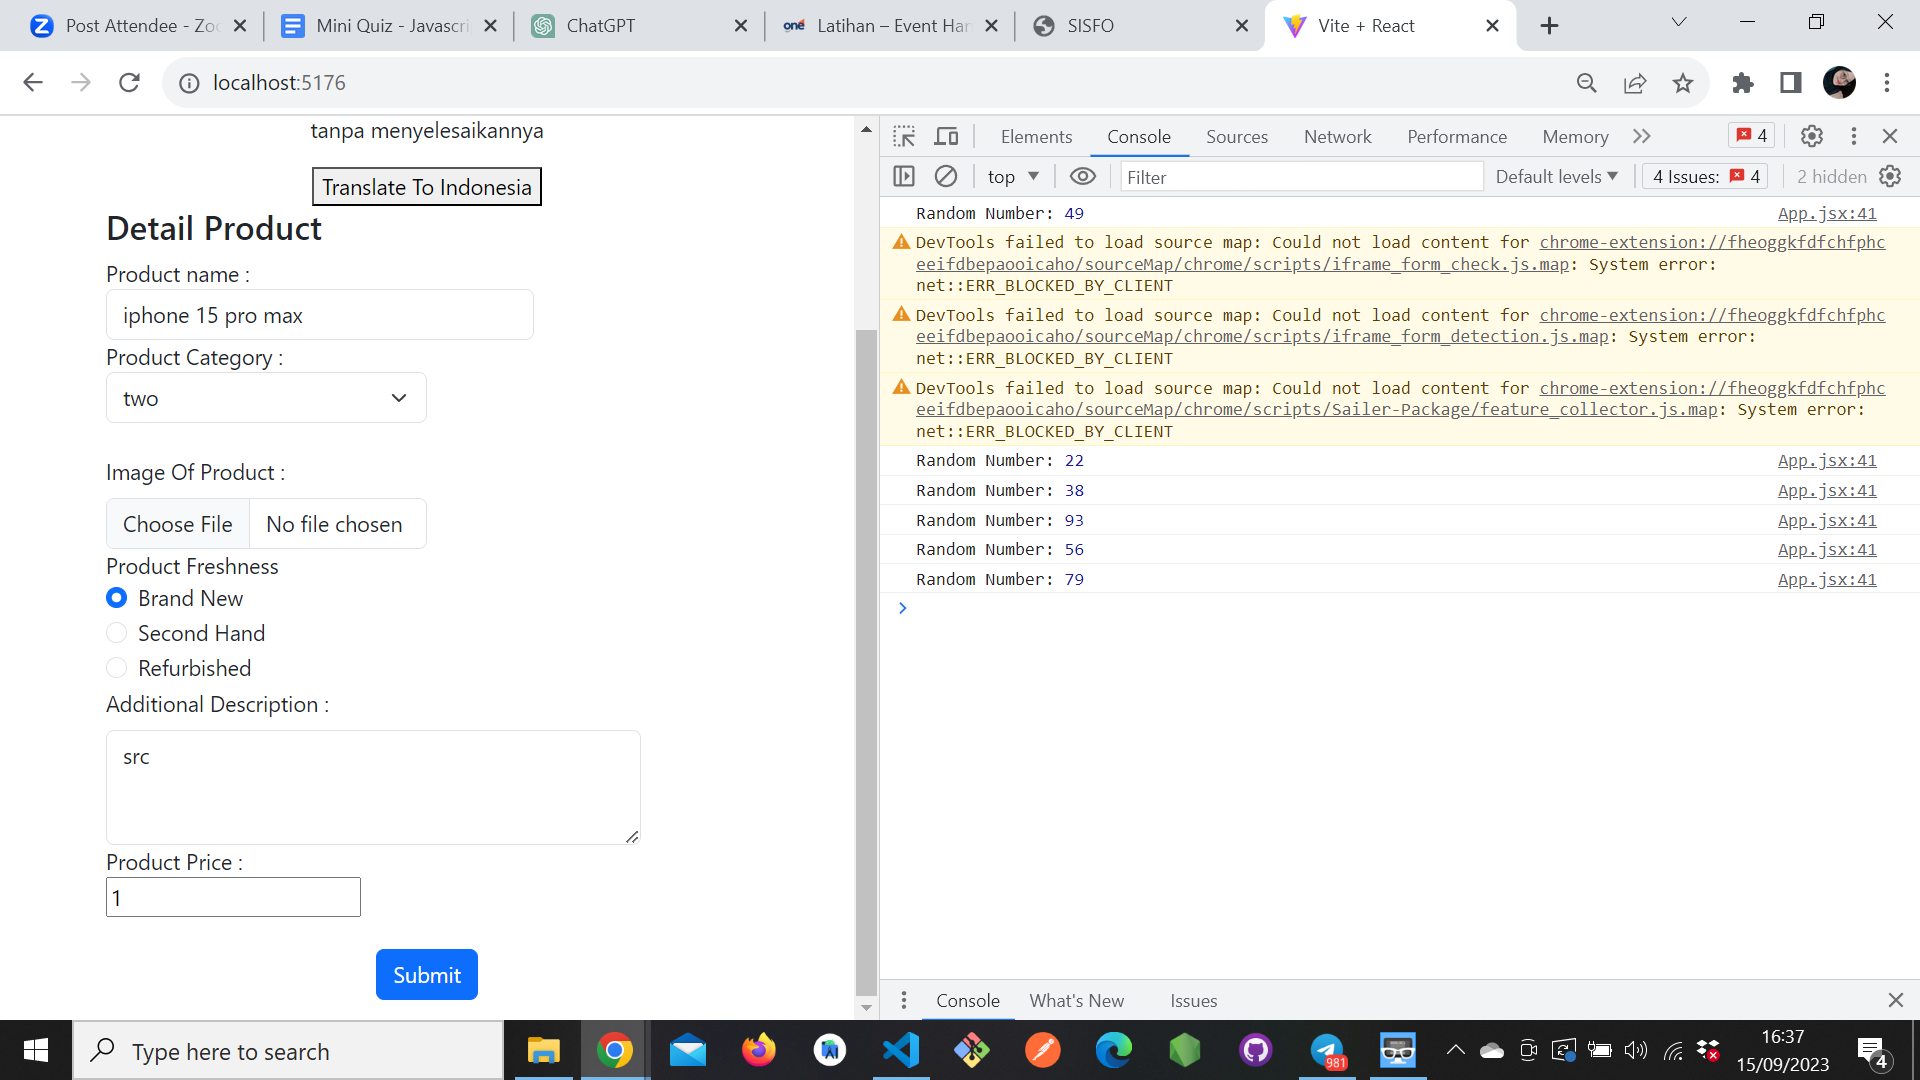 Post Attendee - Zoo
Mini Quiz - Javascri
ChatGPT
one Latihan – Event Han
SISFO
Vite + React
localhost:5176
tanpa menyelesaikannya
Translate To Indonesia
Detail Product
Product name :
iphone 15 pro max
Product Category :
two
Image Of Product :
Choose File No file chosen
Product Freshness
Brand New
Second Hand
Refurbished
Additional Description :
src
Product Price :
1
Submit
Elements Console Sources Network Performance Memory 4
top Filter Default levels 4 Issues: 4 2 hidden
Random Number: 49 App.jsx:41
DevTools failed to load source map: Could not load content for chrome-extension://fheoggkfdfchfphc
eeifdbepaooicaho/sourceMap/chrome/scripts/iframe_form_check.js.map: System error:
net::ERR_BLOCKED_BY_CLIENT
DevTools failed to load source map: Could not load content for chrome-extension://fheoggkfdfchfphc
eeifdbepaooicaho/sourceMap/chrome/scripts/iframe_form_detection.js.map: System error:
net::ERR_BLOCKED_BY_CLIENT
DevTools failed to load source map: Could not load content for chrome-extension://fheoggkfdfchfphc
eeifdbepaooicaho/sourceMap/chrome/scripts/Sailer-Package/feature_collector.js.map: System error:
net::ERR_BLOCKED_BY_CLIENT
Random Number: 22 App.jsx:41
Random Number: 38 App.jsx:41
Random Number: 93 App.jsx:41
Random Number: 56 App.jsx:41
Random Number: 79 App.jsx:41
Console What's New Issues
Type here to search
981
16:37
15/09/2023
4